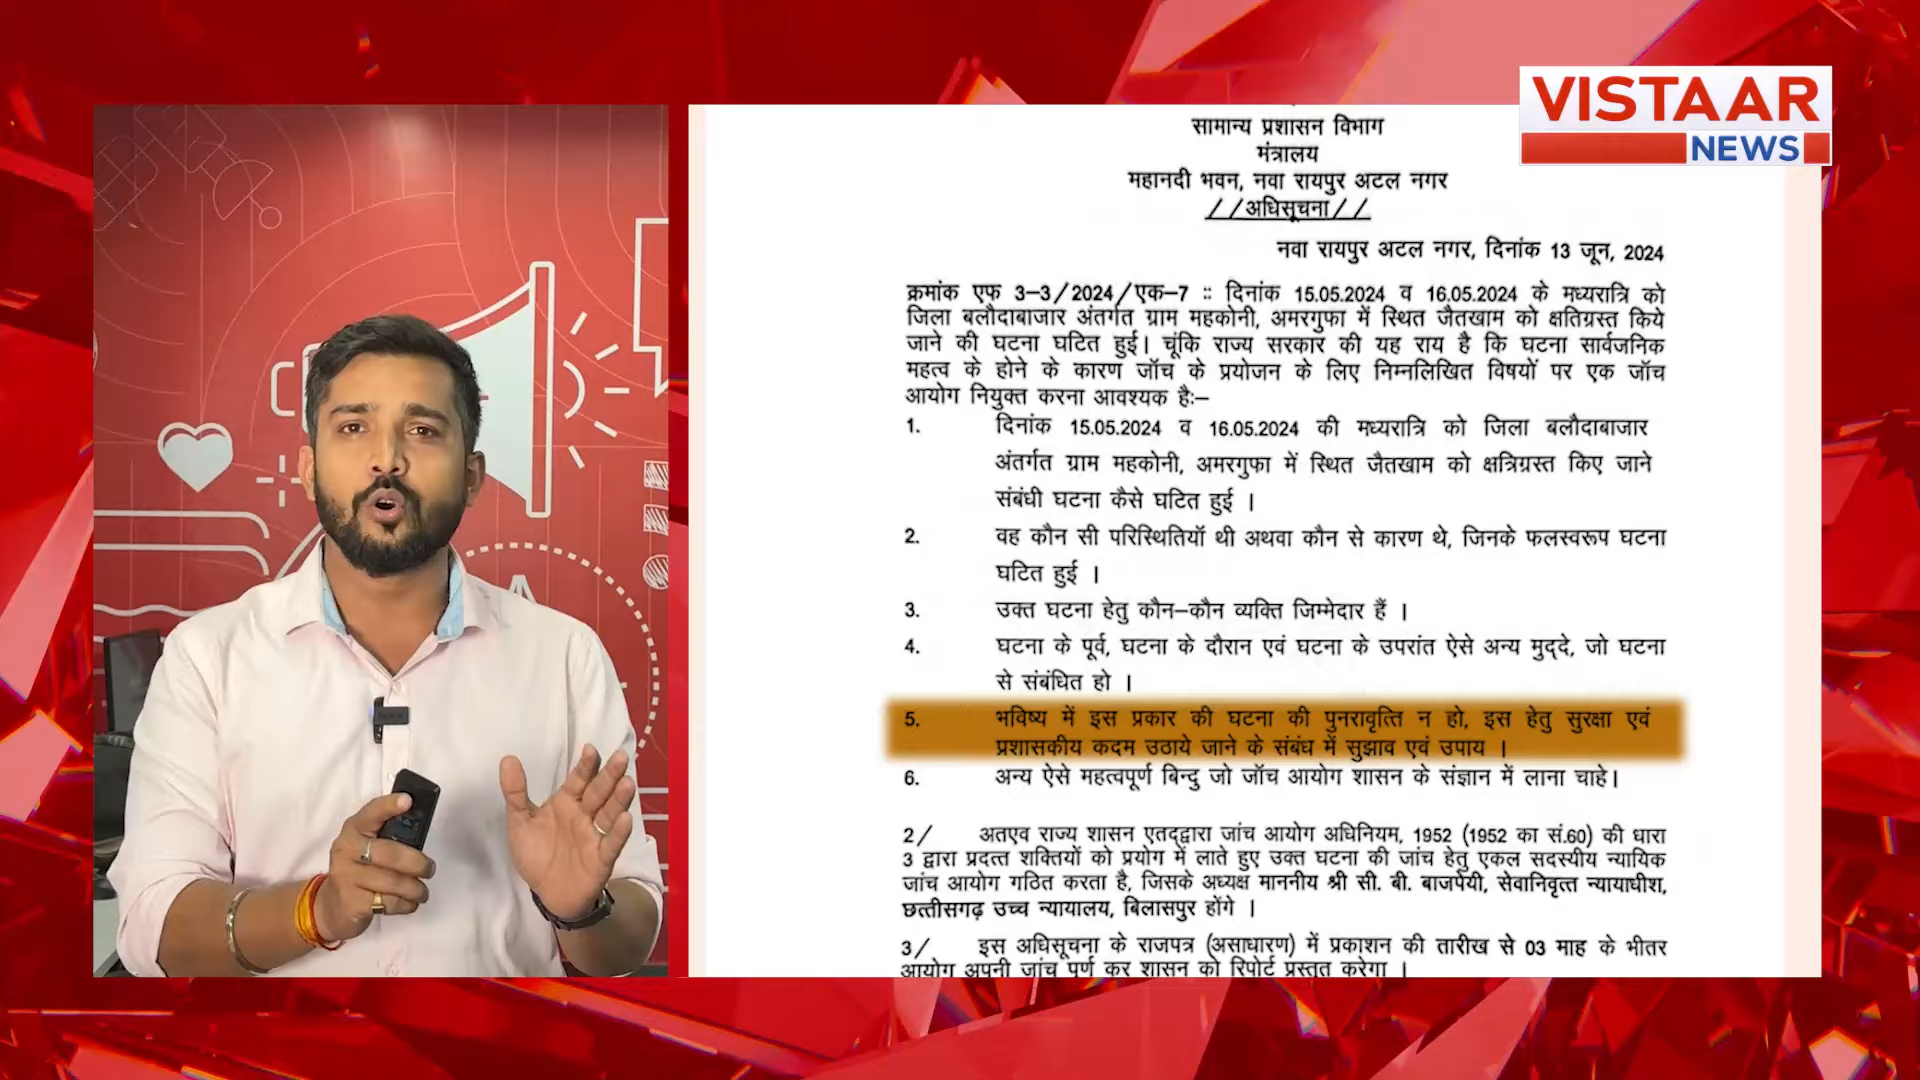 VISTAAR
NEWS
सामान्य प्रशासन विभाग
मंत्रालय
महानदी भवन, नवा रायपुर अटल नगर
//अधिसूचना//
नवा रायपुर अटल नगर, दिनांक 13 जून, 2024
क्रमांक एफ 3–3/2024/एक–7 :: दिनांक 15.05.2024 व 16.05.2024 के मध्यरात्रि को
जिला बलौदाबाजार अंतर्गत ग्राम महकोनी, अमरगुफा में स्थित जैतखाम को क्षतिग्रस्त किये
जाने की घटना घटित हुई। चूंकि राज्य सरकार की यह राय है कि घटना सार्वजनिक
महत्व के होने के कारण जॉच के प्रयोजन के लिए निम्नलिखित विषयों पर एक जॉच
आयोग नियुक्त करना आवश्यक है:–
1. दिनांक 15.05.2024 व 16.05.2024 की मध्यरात्रि को जिला बलौदाबाजार
अंतर्गत ग्राम महकोनी, अमरगुफा में स्थित जैतखाम को क्षत्रिग्रस्त किए जाने
संबंधी घटना कैसे घटित हुई ।
2. वह कौन सी परिस्थितियॉ थी अथवा कौन से कारण थे, जिनके फलस्वरूप घटना
घटित हुई ।
3. उक्त घटना हेतु कौन–कौन व्यक्ति जिम्मेदार हैं ।
4. घटना के पूर्व, घटना के दौरान एवं घटना के उपरांत ऐसे अन्य मुद्दे, जो घटना
से संबंधित हो ।
5. भविष्य में इस प्रकार की घटना की पुनरावृत्ति न हो, इस हेतु सुरक्षा एवं
प्रशासकीय कदम उठाये जाने के संबंध में सुझाव एवं उपाय ।
6. अन्य ऐसे महत्वपूर्ण बिन्दु जो जॉच आयोग शासन के संज्ञान में लाना चाहे।
2/ अतएव राज्य शासन एतद्द्वारा जांच आयोग अधिनियम, 1952 (1952 का सं.60) की धारा
3 द्वारा प्रदत्त शक्तियों को प्रयोग में लाते हुए उक्त घटना की जांच हेतु एकल सदस्यीय न्यायिक
जांच आयोग गठित करता है, जिसके अध्यक्ष माननीय श्री सी. बी. बाजपेयी, सेवानिवृत्त न्यायाधीश,
छत्तीसगढ़ उच्च न्यायालय, बिलासपुर होंगे ।
3/ इस अधिसूचना के राजपत्र (असाधारण) में प्रकाशन की तारीख से 03 माह के भीतर
आयोग अपनी जांच पूर्ण कर शासन को रिपोर्ट प्रस्तुत करेगा ।